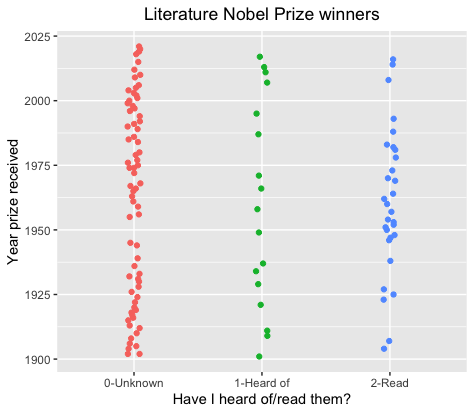 Literature Nobel Prize winners
Year prize received
2025
2000
1975
1950
1925
1900
0-Unknown
1-Heard of
2-Read
Have I heard of/read them?